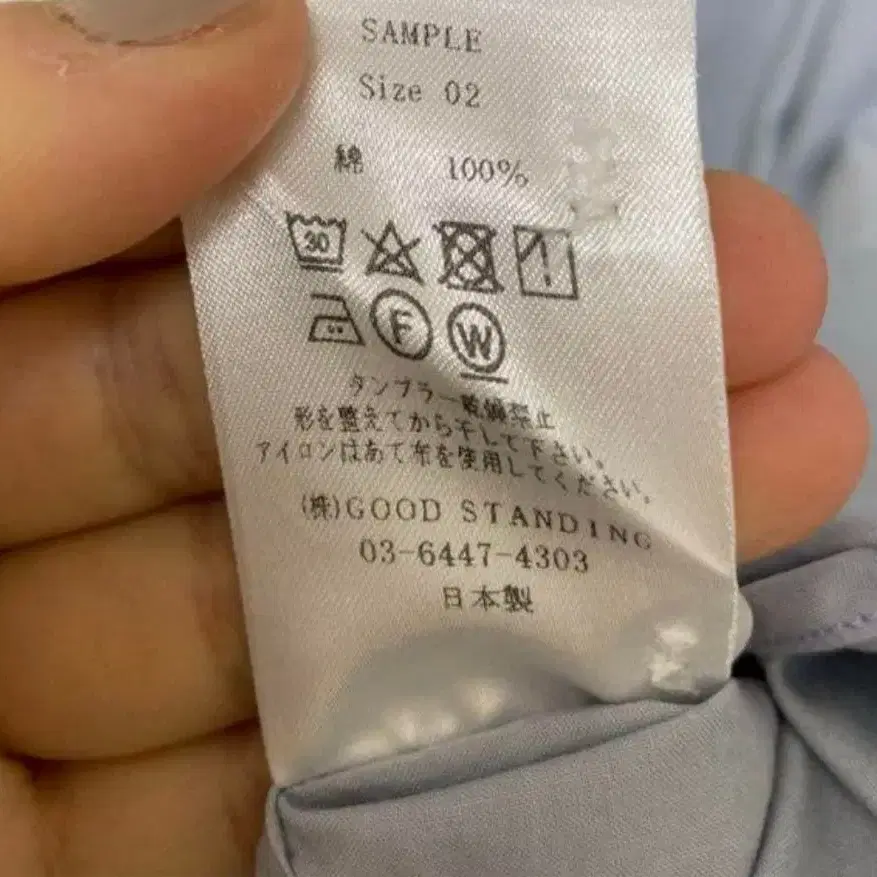 SAMPLE
Size 02
綿 100%
30
F W
タンブラー乾燥禁止
形を整えてから干して下さい。
アイロンはあて布を使用してください。
(株)GOOD STANDING
03-6447-4303
日本製